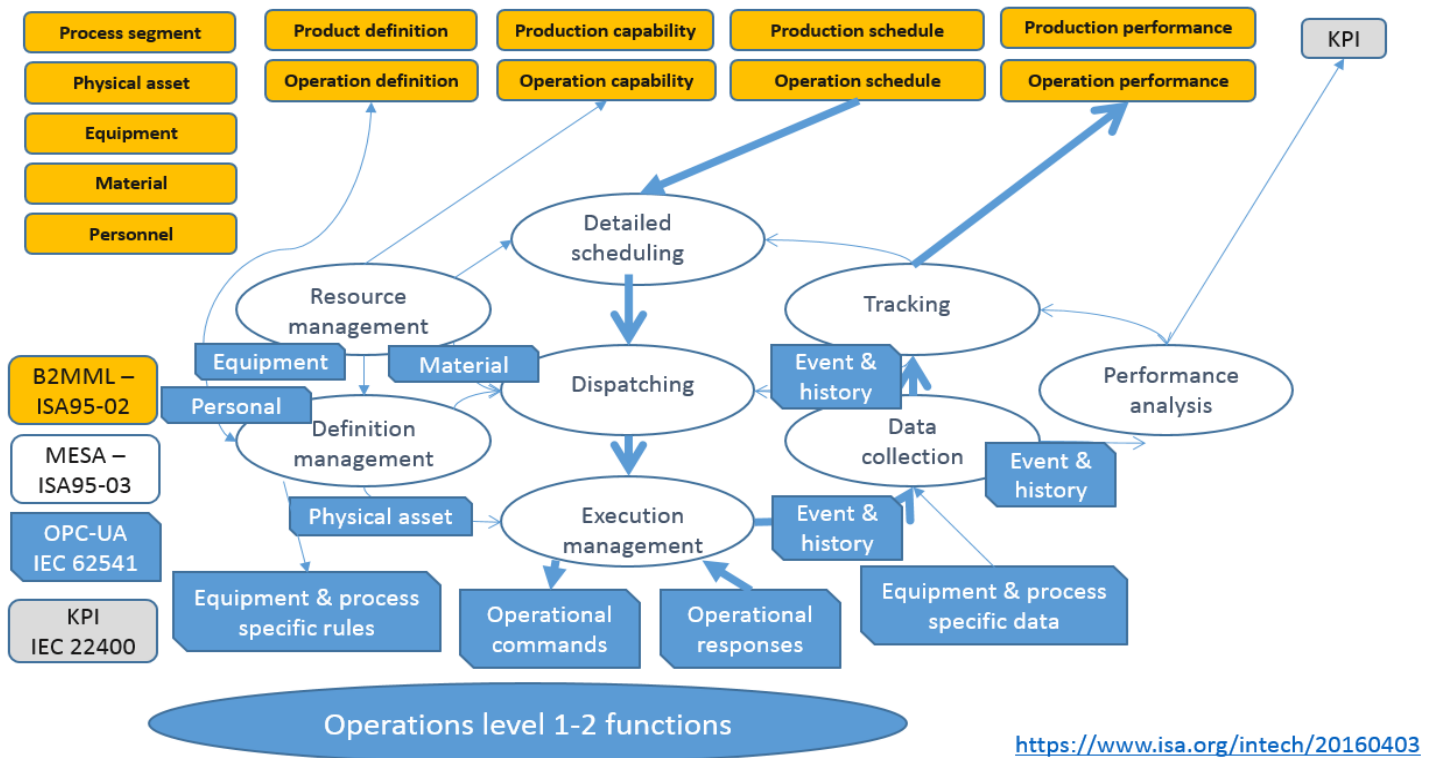 Process segment
Product definition
Production capability
Production schedule
Production performance
KPI
Physical asset
Operation definition
Operation capability
Operation schedule
Operation performance
Equipment
Material
Personnel
Detailed
scheduling
Resource
management
Tracking
Equipment
Material
Dispatching
Event &
history
Performance
analysis
B2MML –
ISA95-02
Personal
Definition
management
Data
collection
MESA –
ISA95-03
Event &
history
Physical asset
Execution
management
Event &
history
OPC-UA
IEC 62541
Equipment & process
specific rules
Operational
commands
Operational
responses
Equipment & process
specific data
KPI
IEC 22400
Operations level 1-2 functions
https://www.isa.org/intech/20160403